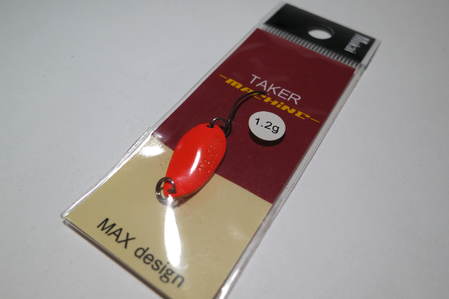 TAKER
MACHINE
1.2g
MAX design